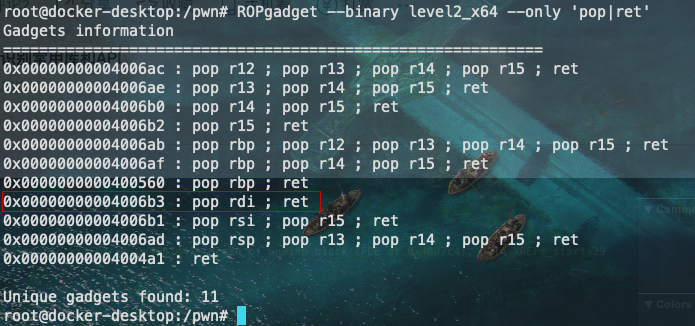 root@docker-desktop:/pwn# ROPgadget --binary level2_x64 --only 'pop|ret'
Gadgets information
============================================================
0x00000000004006ac : pop r12 ; pop r13 ; pop r14 ; pop r15 ; ret
0x00000000004006ae : pop r13 ; pop r14 ; pop r15 ; ret
0x00000000004006b0 : pop r14 ; pop r15 ; ret
0x00000000004006b2 : pop r15 ; ret
0x00000000004006ab : pop rbp ; pop r12 ; pop r13 ; pop r14 ; pop r15 ; ret
0x00000000004006af : pop rbp ; pop r14 ; pop r15 ; ret
0x0000000000400560 : pop rbp ; ret
0x00000000004006b3 : pop rdi ; ret
0x00000000004006b1 : pop rsi ; pop r15 ; ret
0x00000000004006ad : pop rsp ; pop r13 ; pop r14 ; pop r15 ; ret
0x00000000004004a1 : ret
Unique gadgets found: 11
root@docker-desktop:/pwn#
Colors